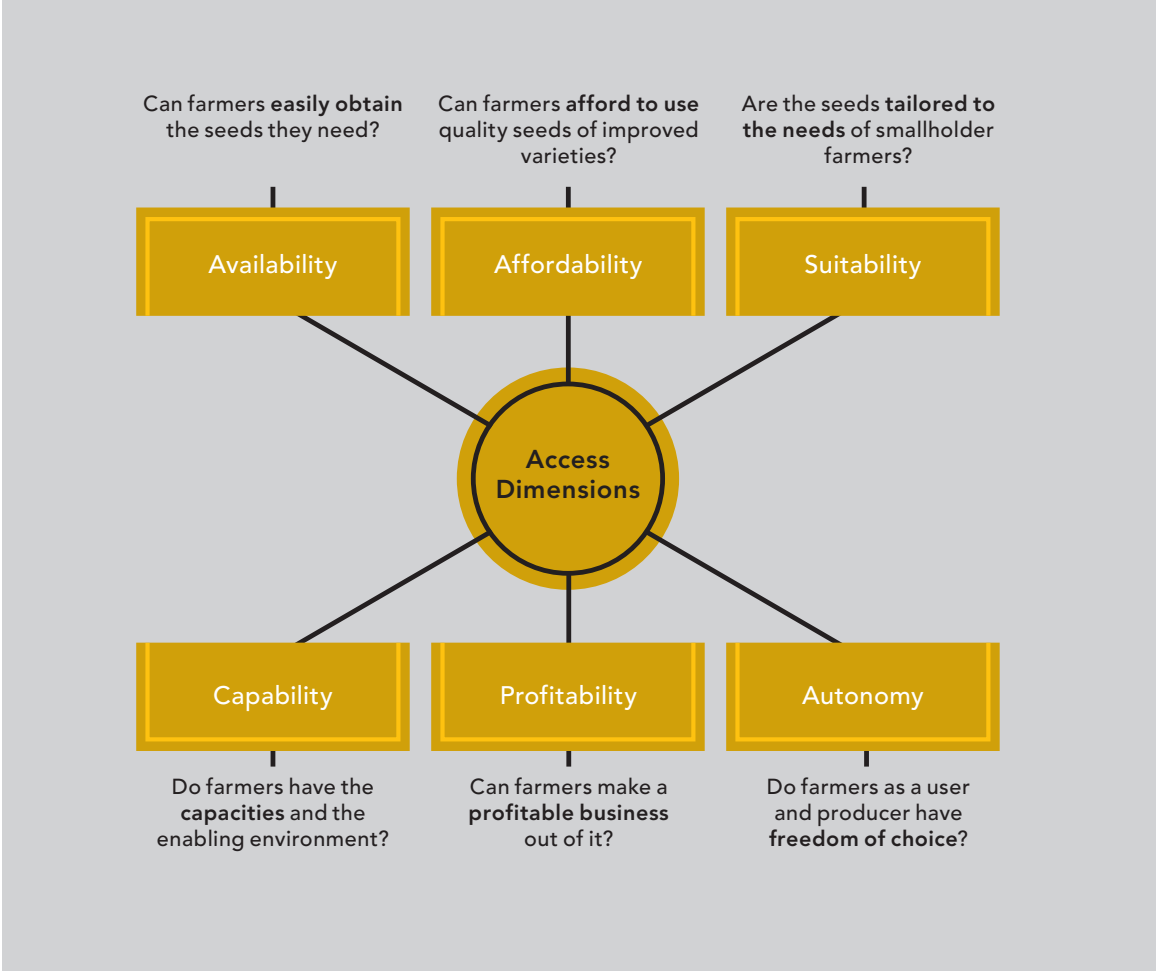 Can farmers easily obtain
the seeds they need?
Can farmers afford to use
quality seeds of improved
varieties?
Are the seeds tailored to
the needs of smallholder
farmers?
Availability
Affordability
Suitability
Access
Dimensions
Capability
Profitability
Autonomy
Do farmers have the
capacities and the
enabling environment?
Can farmers make a
profitable business
out of it?
Do farmers as a user
and producer have
freedom of choice?